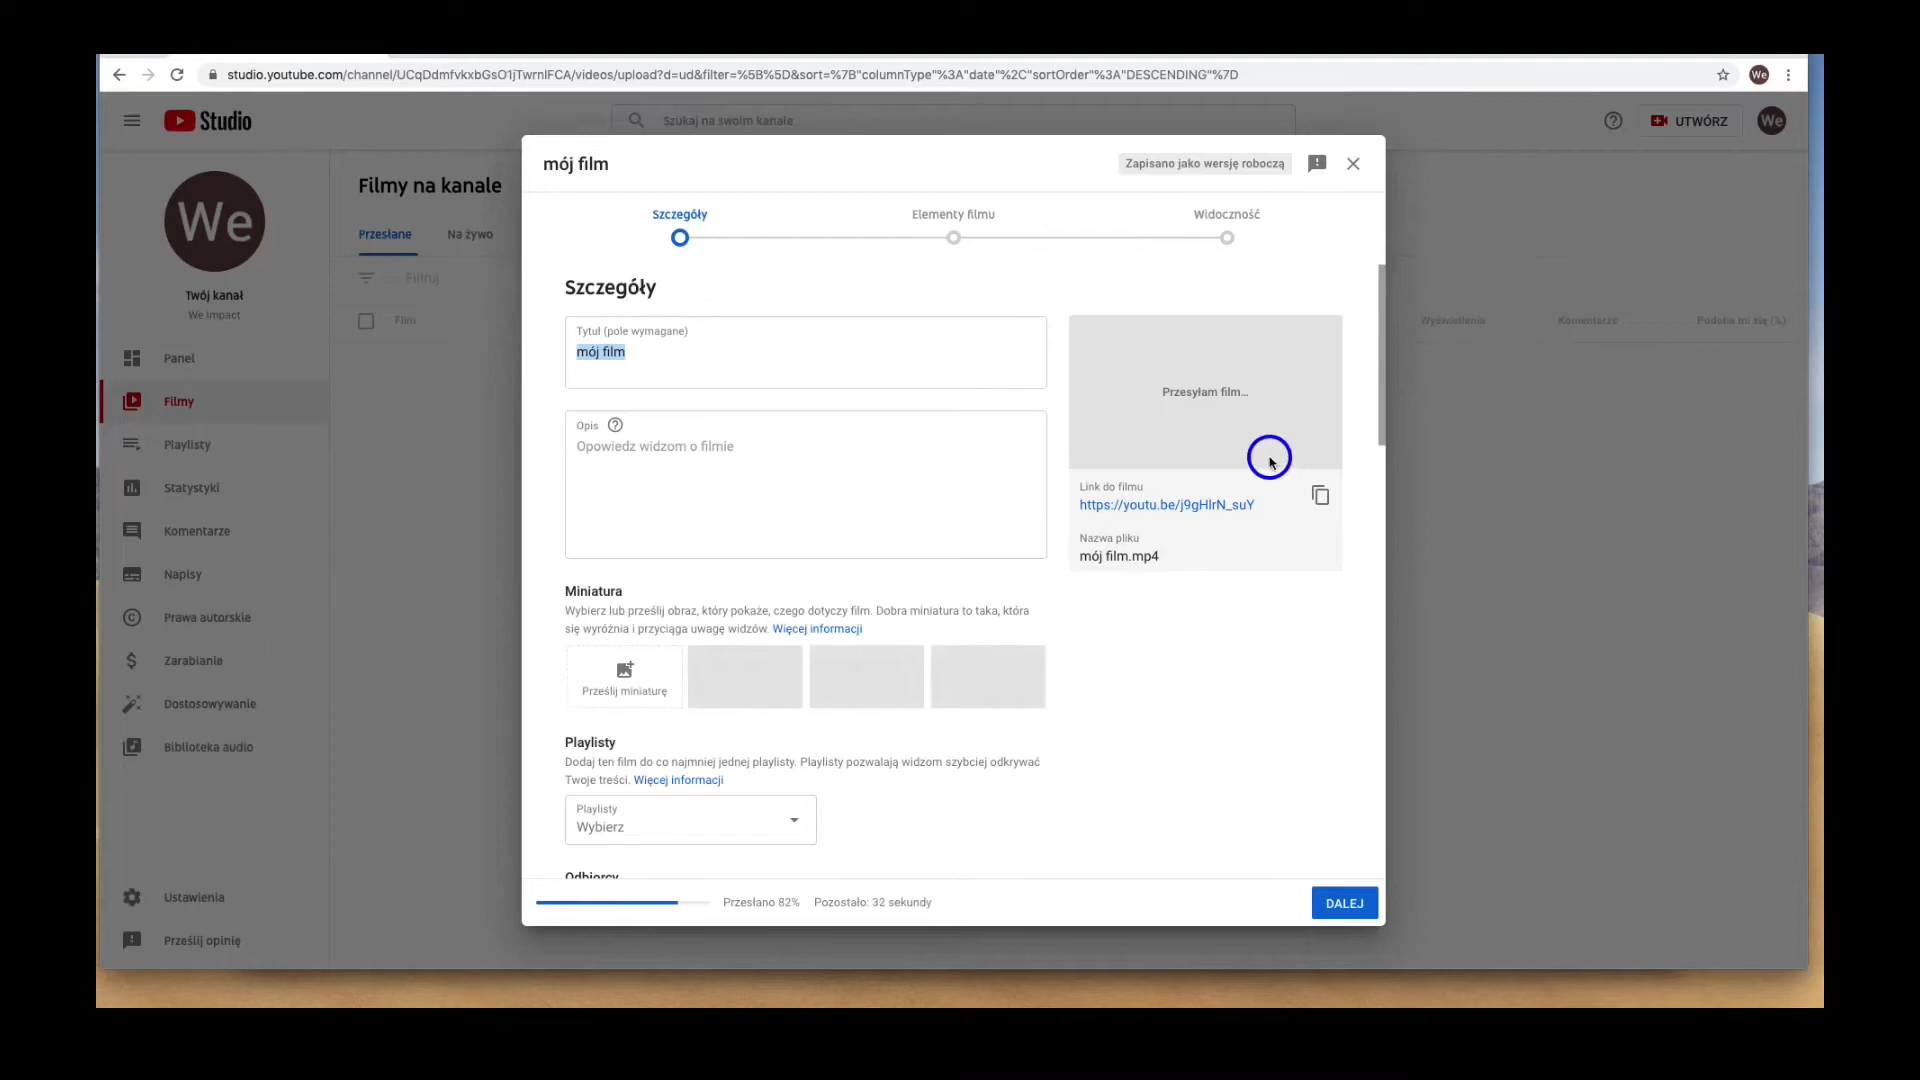 studio.youtube.com/channel/UCqDdmfvkxbGsO1jTwrnIFCA/videos/upload?d=ud&filter=%5B%5D&sort=%7B"columnType"%3A"date"%2C"sortOrder"%3A"DESCENDING"%7D
We
Studio
Szukaj na swoim kanale
UTWÓRZ
We
We
Twój kanał
We Impact
Panel
Filmy
Playlisty
Statystyki
Komentarze
Napisy
Prawa autorskie
Zarabianie
Dostosowywanie
Biblioteka audio
Ustawienia
Prześlij opinię
Filmy na kanale
Przesłane
Na żywo
Filtruj
Film
Wyświetlenia
Komentarze
Podoba mi się (%)
mój film
Zapisano jako wersję roboczą
Szczegóły
Elementy filmu
Widoczność
Szczegóły
Tytuł (pole wymagane)
mój film
Opis
Opowiedz widzom o filmie
Przesyłam film...
Link do filmu
https://youtu.be/j9gHlrN_suY
Nazwa pliku
mój film.mp4
Miniatura
Wybierz lub prześlij obraz, który pokaże, czego dotyczy film. Dobra miniatura to taka, która
się wyróżnia i przyciąga uwagę widzów. Więcej informacji
Prześlij miniaturę
Playlisty
Dodaj ten film do co najmniej jednej playlisty. Playlisty pozwalają widzom szybciej odkrywać
Twoje treści. Więcej informacji
Playlisty
Wybierz
Odbiorcy
Przesłano 82%
Pozostało: 32 sekundy
DALEJ